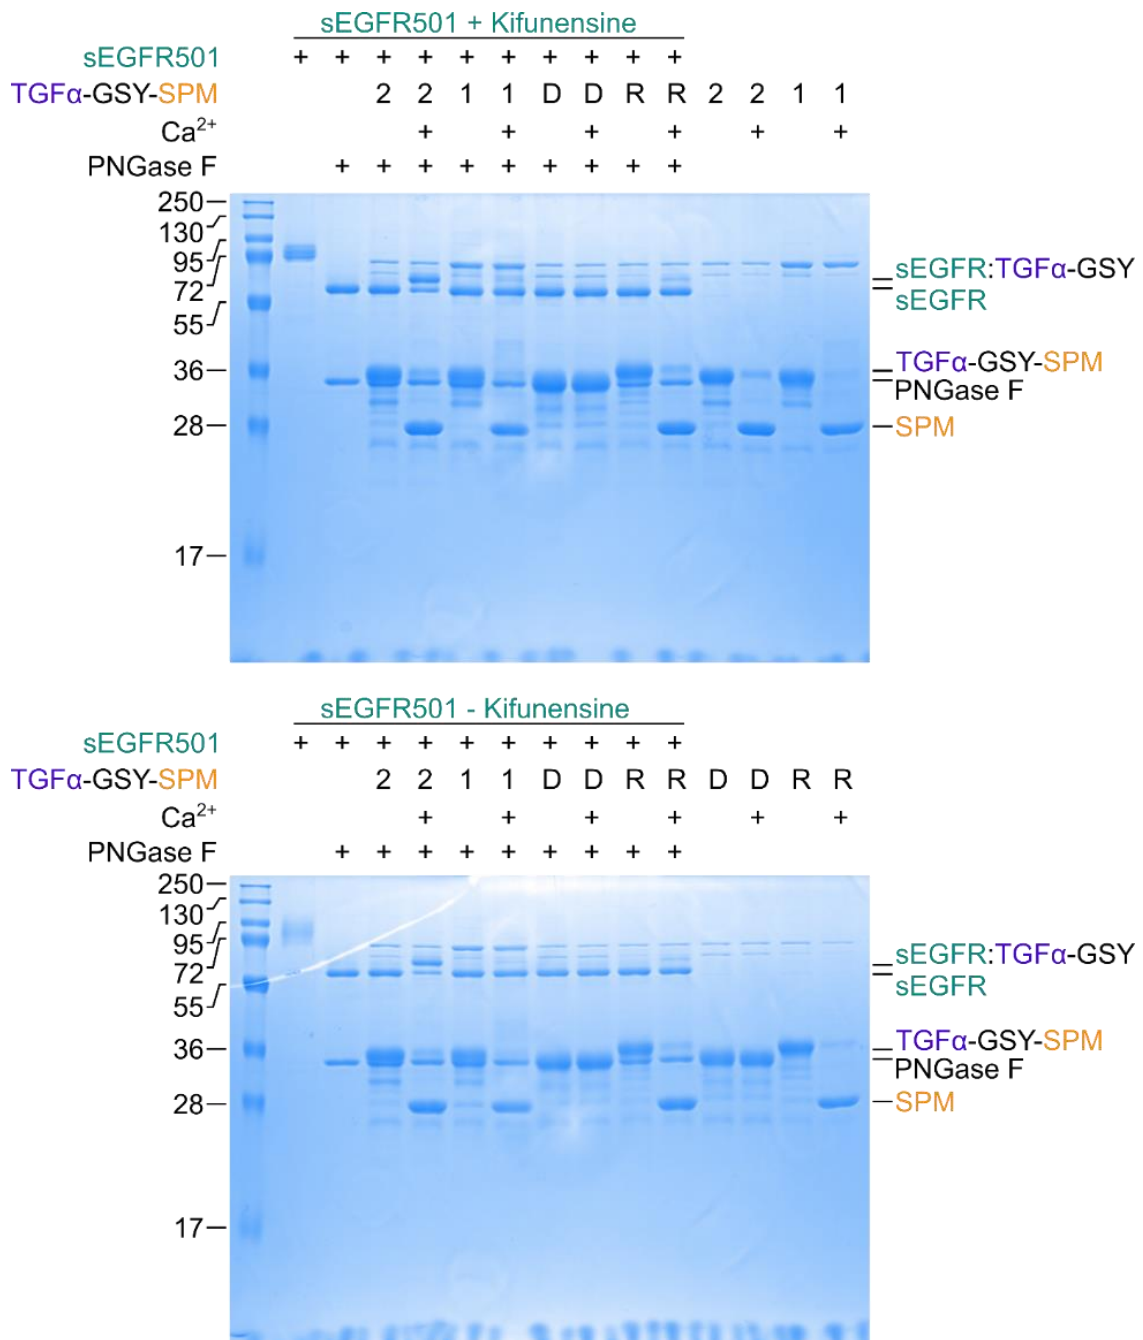 sEGFR501 + Kifunensine
sEGFR501 + + + + + + + + + +
TGFα-GSY-SPM 2 2 1 1 D D R R 2 2 1 1
Ca²⁺ + + + + + +
PNGase F + + + + + + + + +
250
130
95
72
55
36
28
17
sEGFR:TGFα-GSY
sEGFR
TGFα-GSY-SPM
PNGase F
SPM
sEGFR501 - Kifunensine
sEGFR501 + + + + + + + + + +
TGFα-GSY-SPM 2 2 1 1 D D R R D D R R
Ca²⁺ + + + + + +
PNGase F + + + + + + + + +
250
130
95
72
55
36
28
17
sEGFR:TGFα-GSY
sEGFR
TGFα-GSY-SPM
PNGase F
SPM